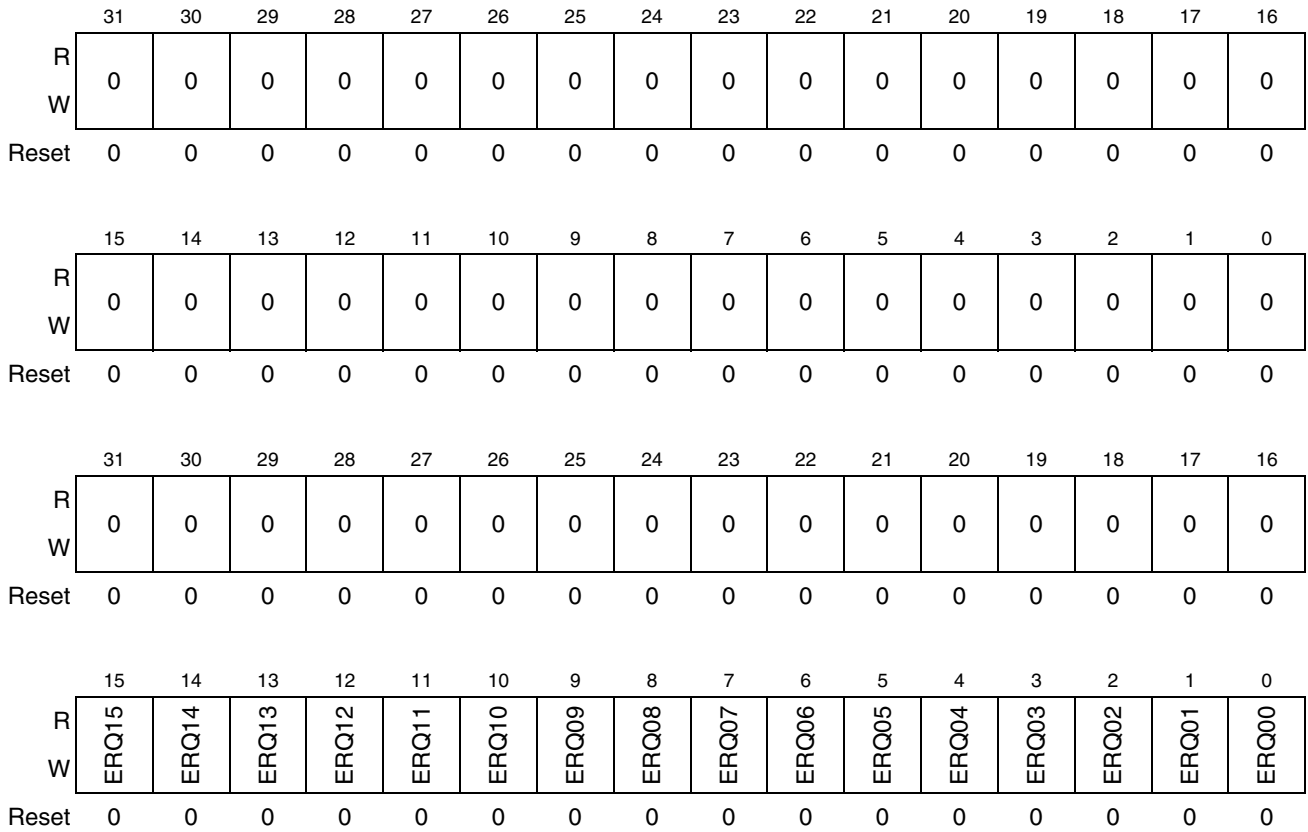 31 30 29 28 27 26 25 24 23 22 21 20 19 18 17 16
R
0 0 0 0 0 0 0 0 0 0 0 0 0 0 0 0
W
Reset 0 0 0 0 0 0 0 0 0 0 0 0 0 0 0 0
15 14 13 12 11 10 9 8 7 6 5 4 3 2 1 0
R
0 0 0 0 0 0 0 0 0 0 0 0 0 0 0 0
W
Reset 0 0 0 0 0 0 0 0 0 0 0 0 0 0 0 0
31 30 29 28 27 26 25 24 23 22 21 20 19 18 17 16
R
0 0 0 0 0 0 0 0 0 0 0 0 0 0 0 0
W
Reset 0 0 0 0 0 0 0 0 0 0 0 0 0 0 0 0
15 14 13 12 11 10 9 8 7 6 5 4 3 2 1 0
R
ERQ15 ERQ14 ERQ13 ERQ12 ERQ11 ERQ10 ERQ09 ERQ08 ERQ07 ERQ06 ERQ05 ERQ04 ERQ03 ERQ02 ERQ01 ERQ00
W
Reset 0 0 0 0 0 0 0 0 0 0 0 0 0 0 0 0